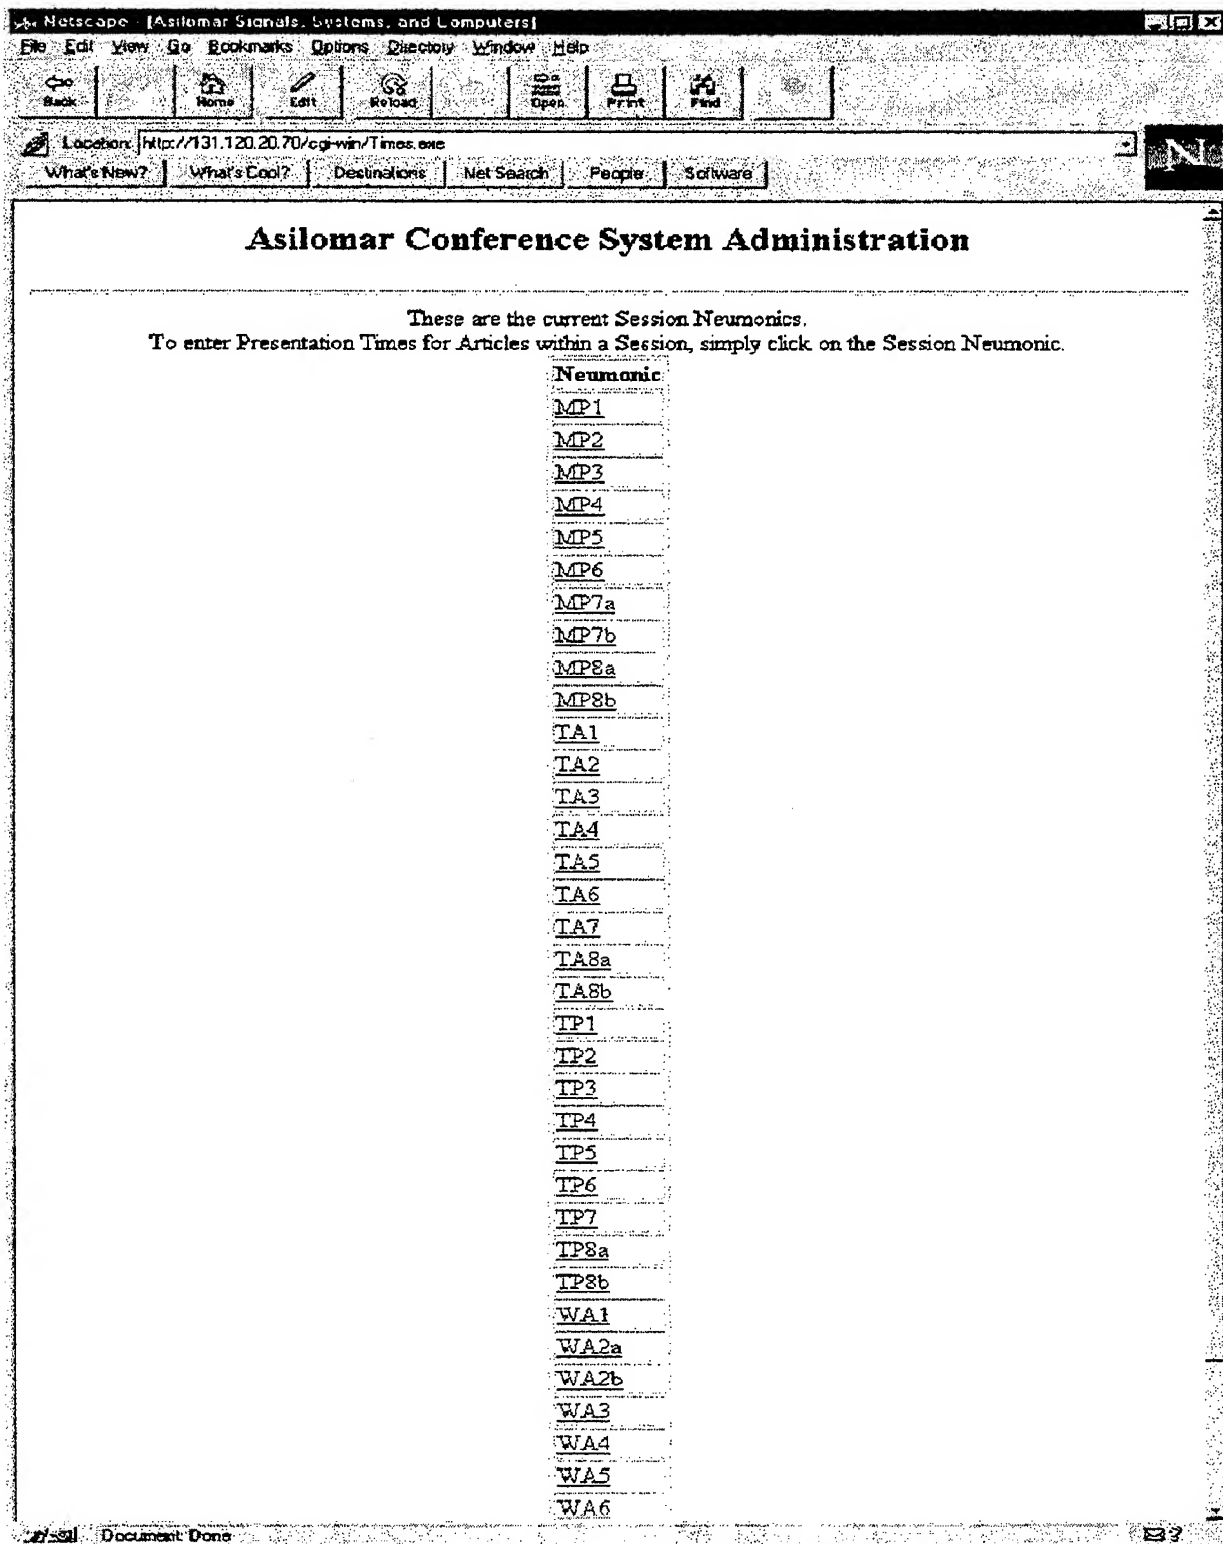 Netscape - [Asilomar Signals, Systems, and Computers]
File Edit View Go Bookmarks Options Directory Window Help
Back Home Edit Reload Open Print Find
Location: http://131.120.20.70/cgi-win/Times.exe
What's New? What's Cool? Destinations Net Search People Software
N
Asilomar Conference System Administration
These are the current Session Neumonics.
To enter Presentation Times for Articles within a Session, simply click on the Session Neumonic.
Neumonic
MP1
MP2
MP3
MP4
MP5
MP6
MP7a
MP7b
MP8a
MP8b
TA1
TA2
TA3
TA4
TA5
TA6
TA7
TA8a
TA8b
TP1
TP2
TP3
TP4
TP5
TP6
TP7
TP8a
TP8b
WA1
WA2a
WA2b
WA3
WA4
WA5
WA6
Document: Done